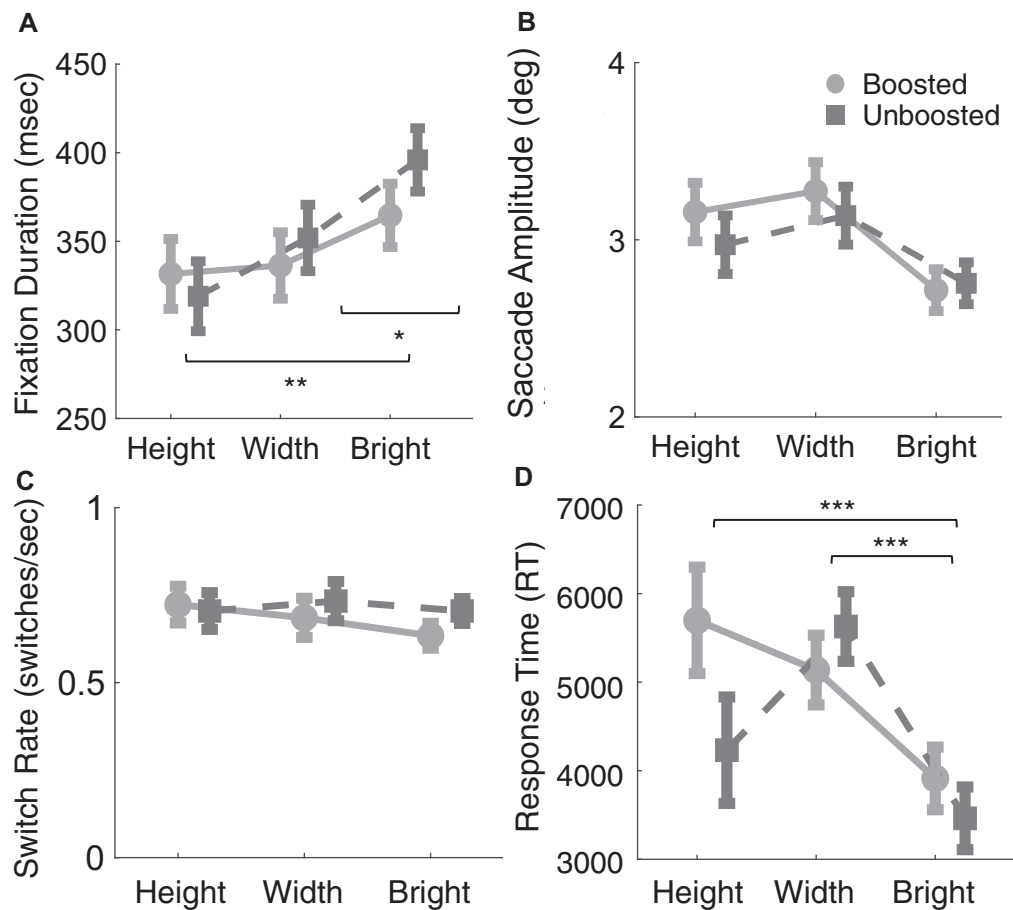 A
Fixation Duration (msec)
450
400
350
300
250
*
**
Height Width Bright
B
Saccade Amplitude (deg)
4
3
2
Boosted
Unboosted
Height Width Bright
C
Switch Rate (switches/sec)
1
0.5
0
Height Width Bright
D
Response Time (RT)
7000
6000
5000
4000
3000
***
***
Height Width Bright